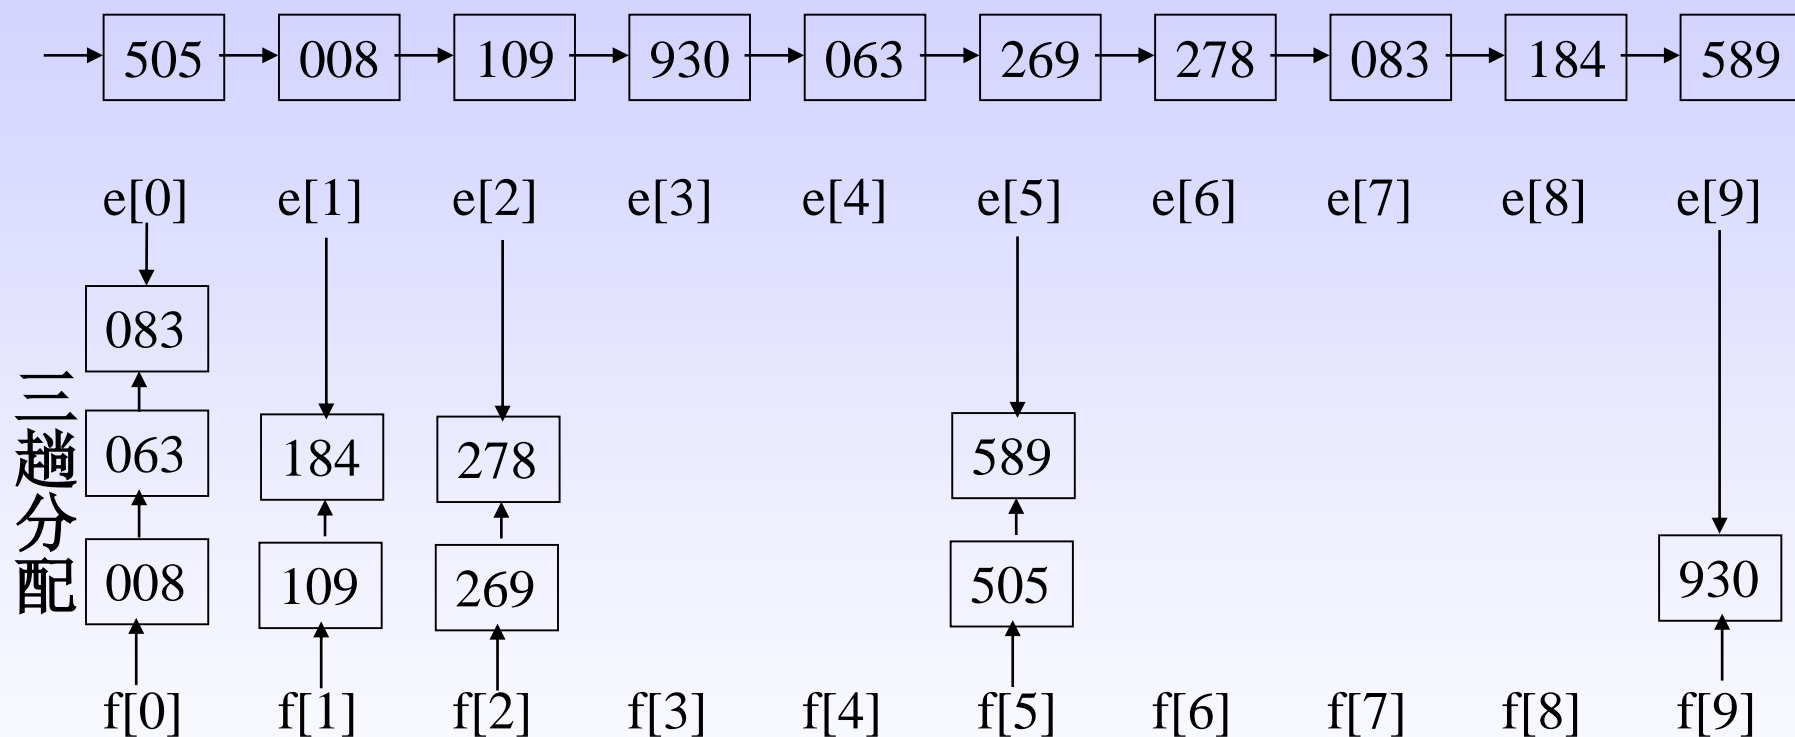 505 008 109 930 063 269 278 083 184 589
e[0] e[1] e[2] e[3] e[4] e[5] e[6] e[7] e[8] e[9]
083
063 184 278 589
008 109 269 505 930
三趟分配
f[0] f[1] f[2] f[3] f[4] f[5] f[6] f[7] f[8] f[9]